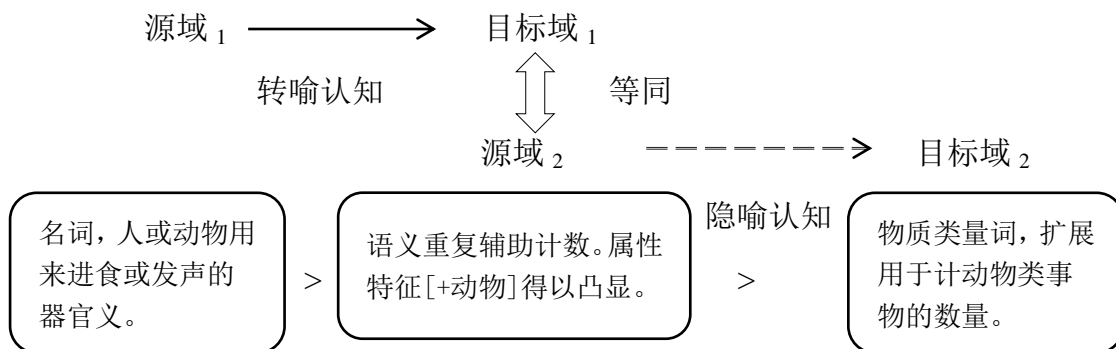 源域1 目标域1
转喻认知 等同
源域2 目标域2
隐喻认知
名词，人或动物用
来进食或发声的
器官义。
>
语义重复辅助计数。属性
特征[+动物]得以凸显。
>
物质类量词，扩展
用于计动物类事
物的数量。